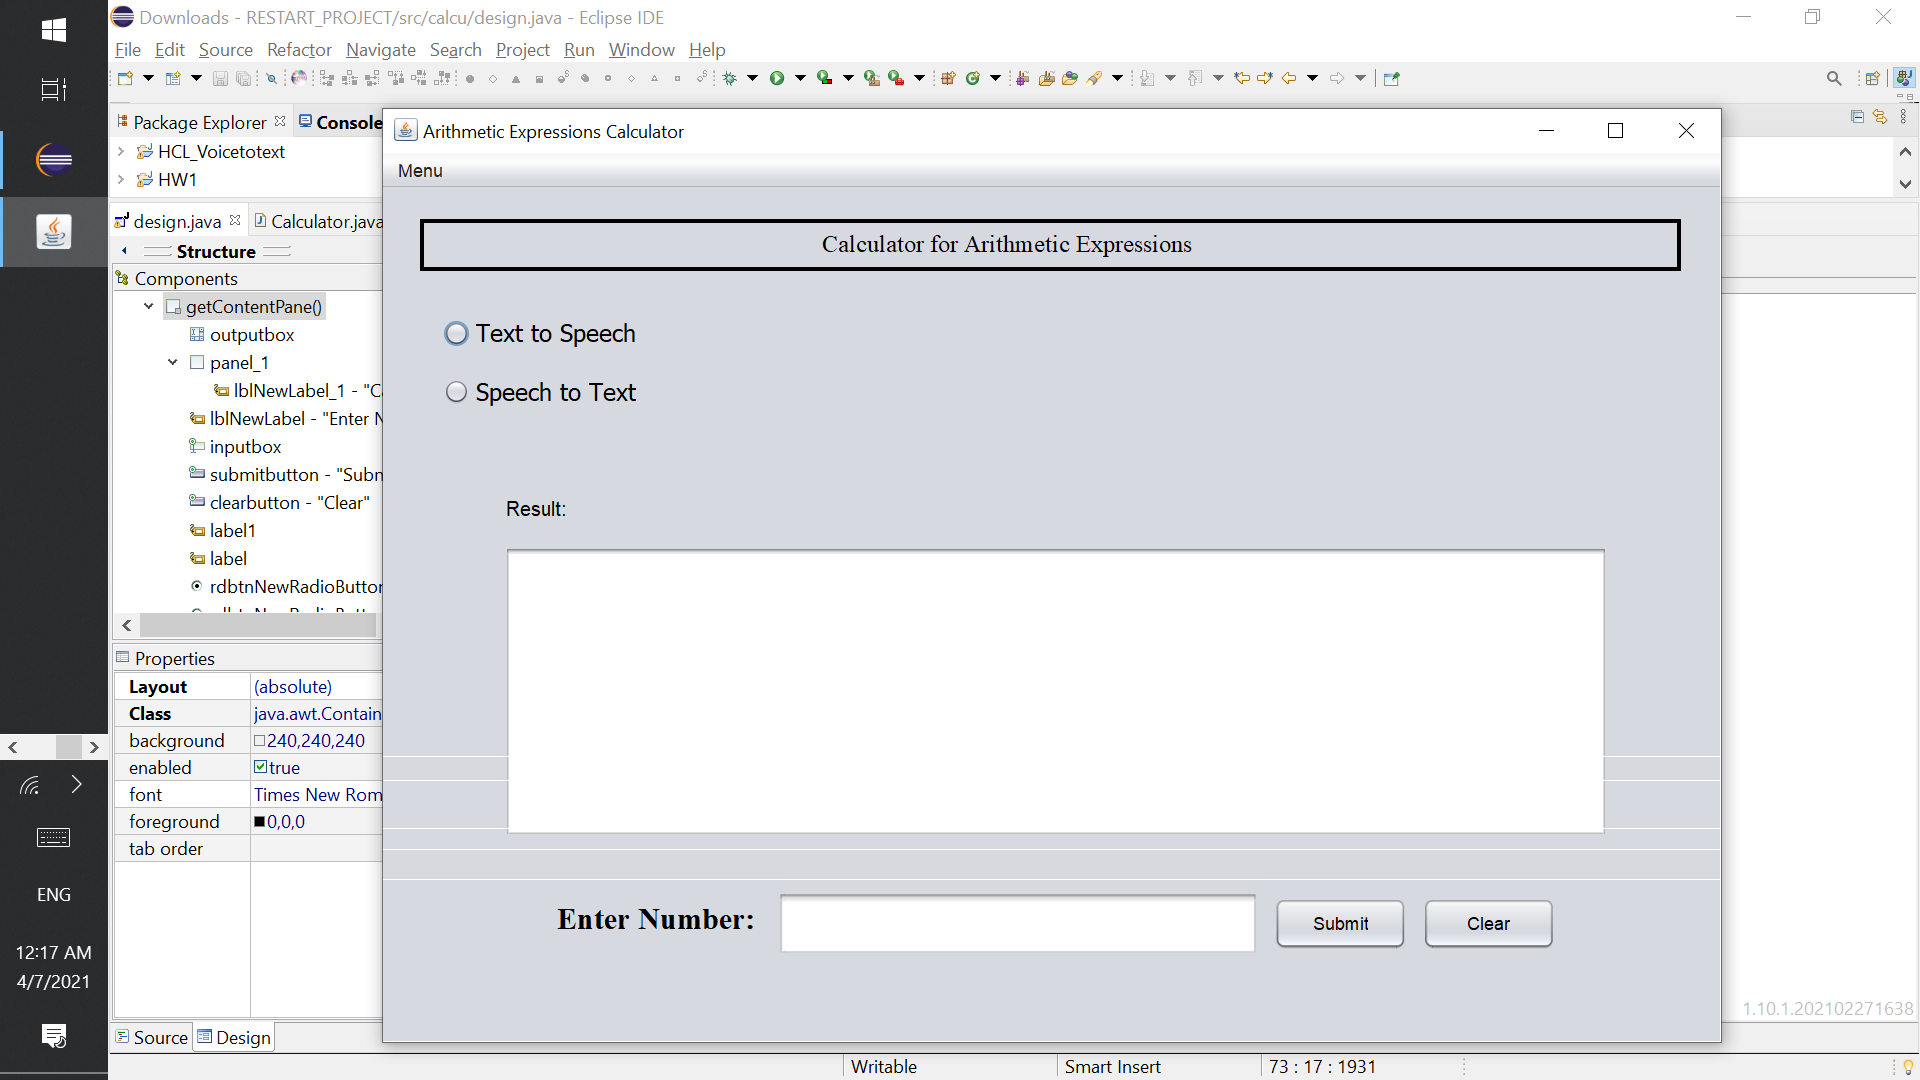 Downloads - RESTART_PROJECT/src/calcu/design.java - Eclipse IDE
File Edit Source Refactor Navigate Search Project Run Window Help
Package Explorer Console
HCL_Voicetotext
HW1
design.java Calculator.java
Structure
Components
getContentPane()
outputbox
panel_1
lblNewLabel_1 - "C
lblNewLabel - "Enter N
inputbox
submitbutton - "Subm
clearbutton - "Clear"
label1
label
rdbtnNewRadioButton
Properties
Layout (absolute)
Class java.awt.Contain
background 240,240,240
enabled true
font Times New Rom
foreground 0,0,0
tab order
Source Design
Arithmetic Expressions Calculator
Menu
Calculator for Arithmetic Expressions
Text to Speech
Speech to Text
Result:
Enter Number: Submit Clear
1.10.1.202102271638
Writable Smart Insert 73 : 17 : 1931
ENG
12:17 AM
4/7/2021